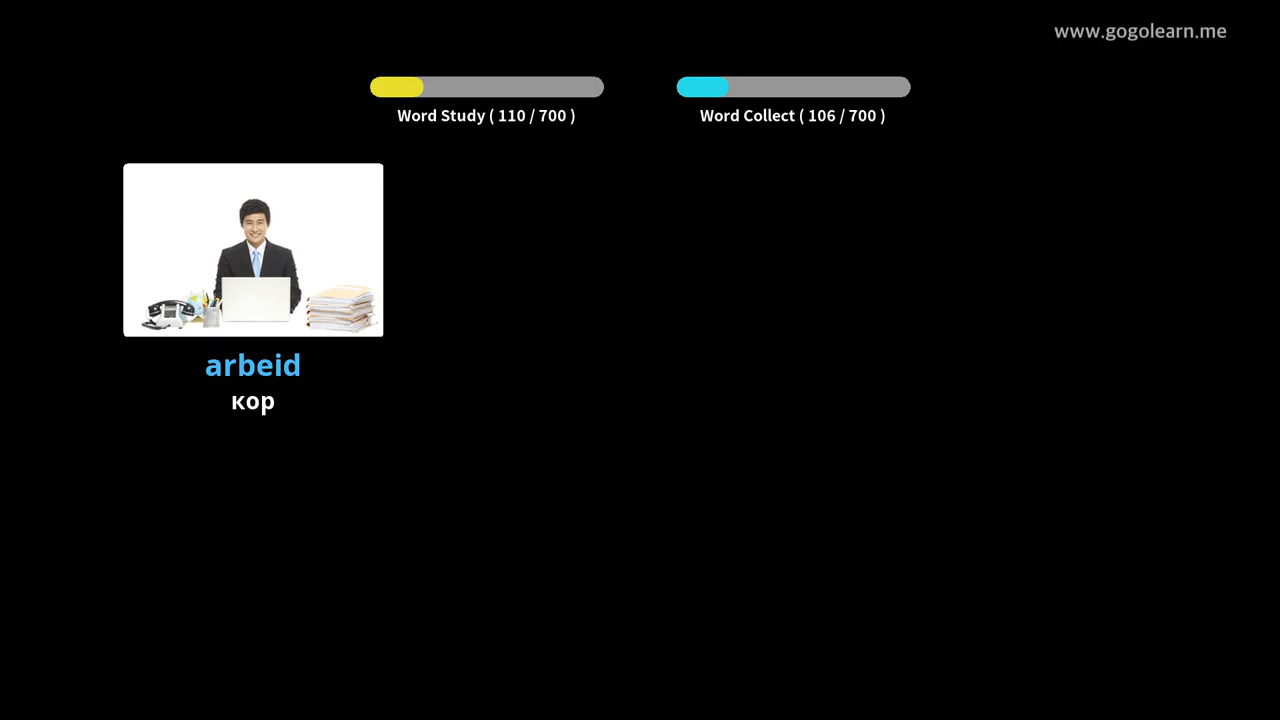 www.gogolearn.me
Word Study ( 110 / 700 )
Word Collect ( 106 / 700 )
arbeid
кор